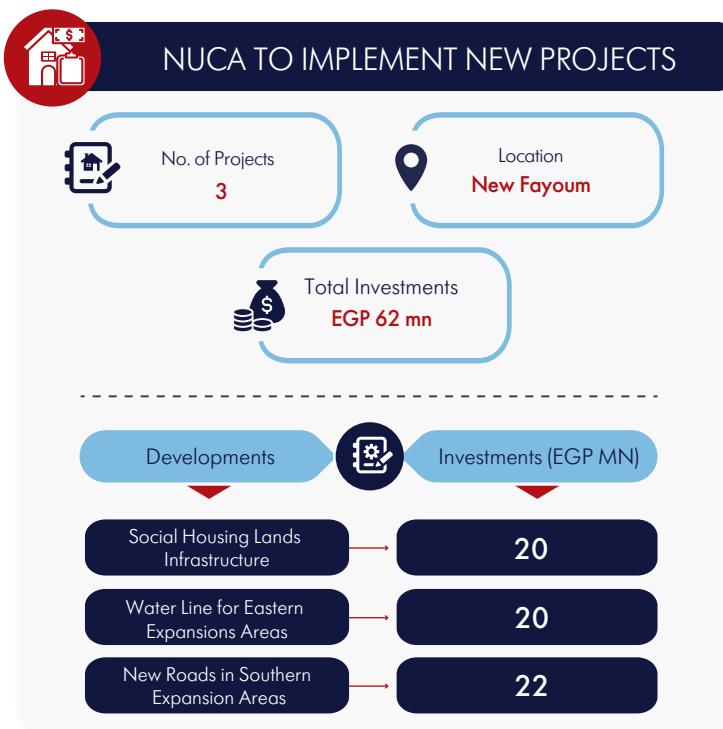 NUCA TO IMPLEMENT NEW PROJECTS
No. of Projects
3
Location
New Fayoum
Total Investments
EGP 62 mn
Developments
Investments (EGP MN)
Social Housing Lands
Infrastructure
20
Water Line for Eastern
Expansions Areas
20
New Roads in Southern
Expansion Areas
22